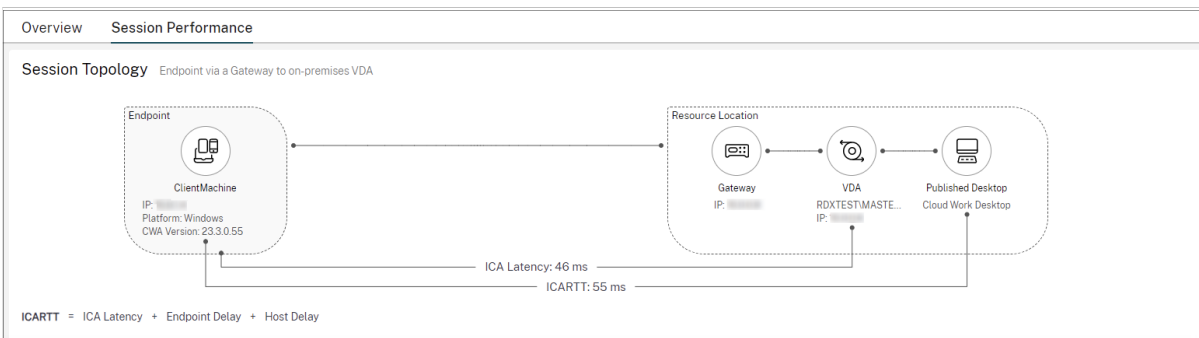 Overview Session Performance
Session Topology Endpoint via a Gateway to on-premises VDA
Endpoint
ClientMachine
IP:
Platform: Windows
CWA Version: 23.3.0.55
Resource Location
Gateway
IP:
VDA
RDXTEST\MASTE...
IP:
Published Desktop
Cloud Work Desktop
ICA Latency: 46 ms
ICARTT: 55 ms
ICARTT = ICA Latency + Endpoint Delay + Host Delay